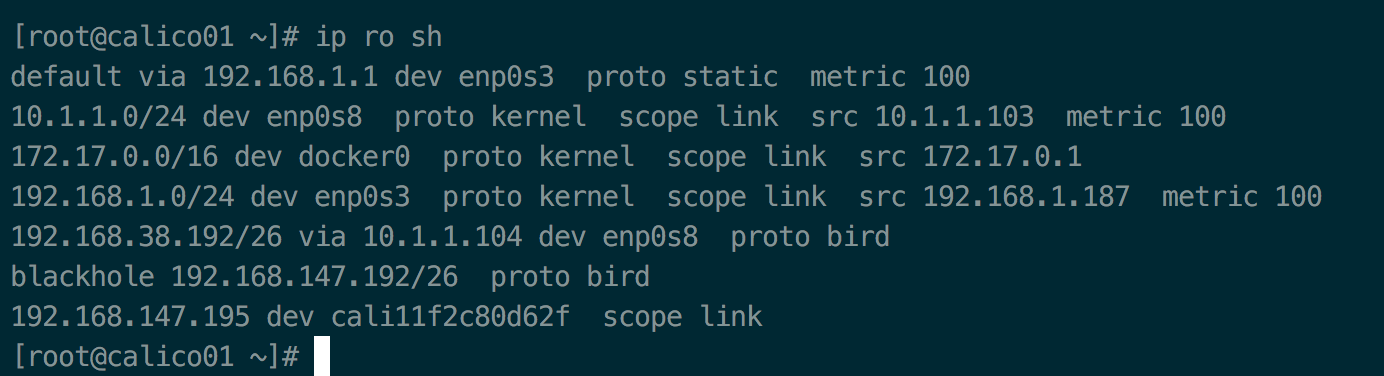 [root@calico01 ~]# ip ro sh
default via 192.168.1.1 dev enp0s3  proto static  metric 100
10.1.1.0/24 dev enp0s8  proto kernel  scope link  src 10.1.1.103  metric 100
172.17.0.0/16 dev docker0  proto kernel  scope link  src 172.17.0.1
192.168.1.0/24 dev enp0s3  proto kernel  scope link  src 192.168.1.187  metric 100
192.168.38.192/26 via 10.1.1.104 dev enp0s8  proto bird
blackhole 192.168.147.192/26  proto bird
192.168.147.195 dev cali11f2c80d62f  scope link
[root@calico01 ~]#